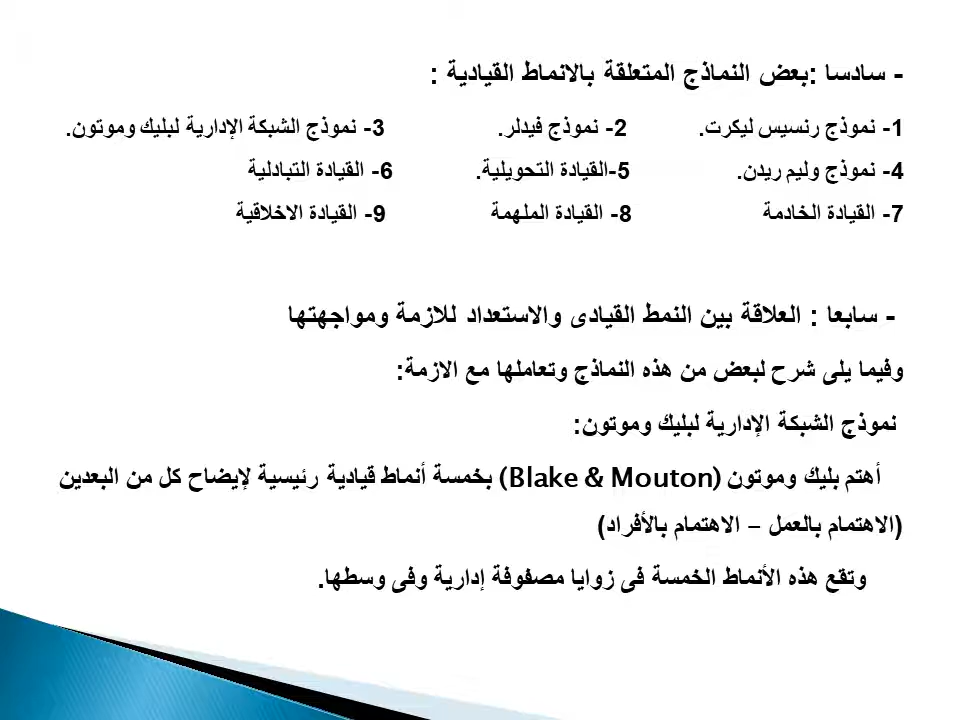 - سادسا :بعض النماذج المتعلقة بالانماط القيادية :
1- نموذج رنسيس ليكرت. 2- نموذج فيدلر. 3- نموذج الشبكة الإدارية لبليك وموتون.
4- نموذج وليم ريدن. 5-القيادة التحويلية. 6- القيادة التبادلية
7- القيادة الخادمة 8- القيادة الملهمة 9- القيادة الاخلاقية
- سابعا : العلاقة بين النمط القيادى والاستعداد للازمة ومواجهتها
وفيما يلى شرح لبعض من هذه النماذج وتعاملها مع الازمة:
نموذج الشبكة الإدارية لبليك وموتون:
أهتم بليك وموتون (Blake & Mouton) بخمسة أنماط قيادية رئيسية لإيضاح كل من البعدين
(الاهتمام بالعمل – الاهتمام بالأفراد)
وتقع هذه الأنماط الخمسة فى زوايا مصفوفة إدارية وفى وسطها.